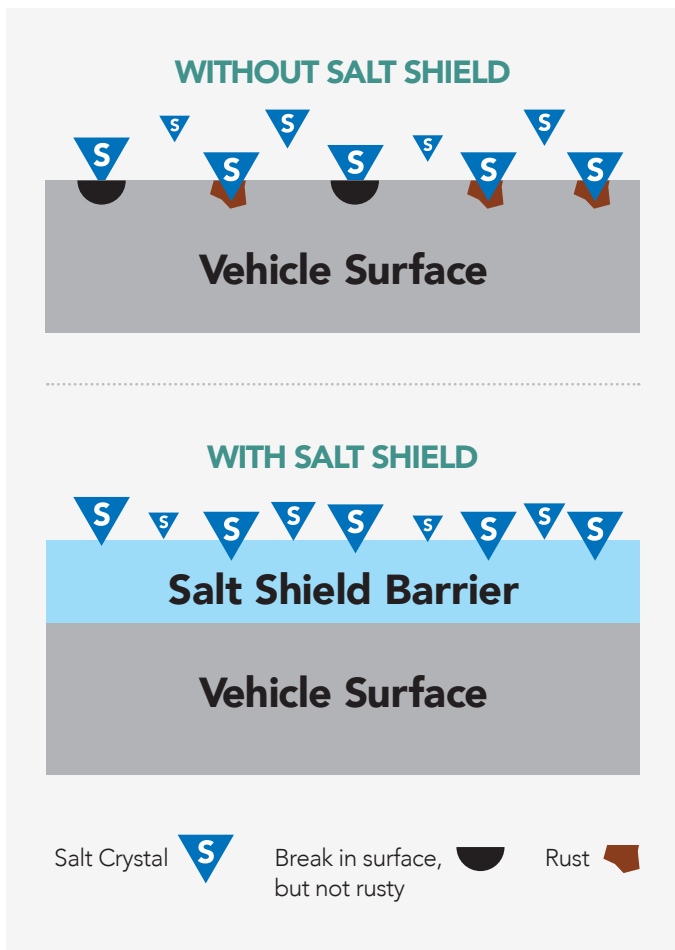 WITHOUT SALT SHIELD
S S S S S S S S S
Vehicle Surface
WITH SALT SHIELD
S S S S S S S S S
Salt Shield Barrier
Vehicle Surface
Salt Crystal S Break in surface, Rust
but not rusty